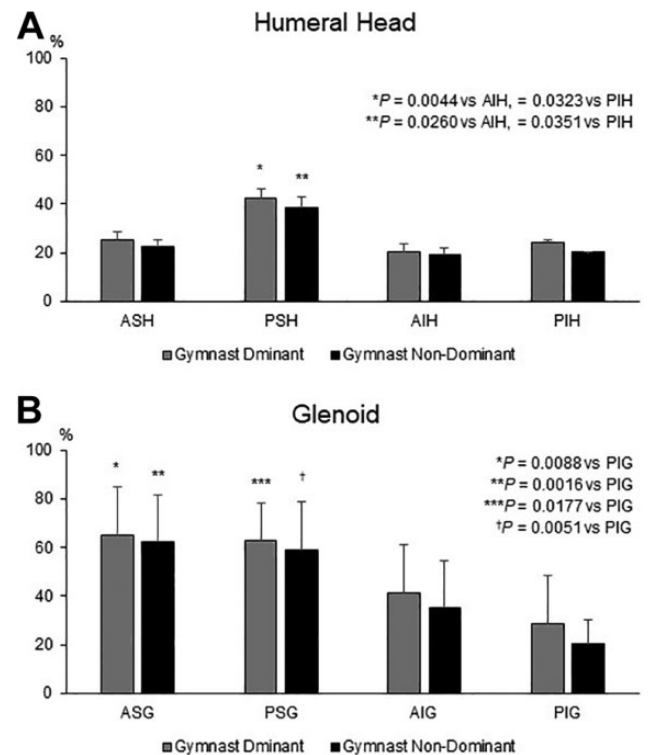 A
Humeral Head
%
100
*P = 0.0044 vs AIH, = 0.0323 vs PIH
80
**P = 0.0260 vs AIH, = 0.0351 vs PIH
60
* **
40
20
0
ASH PSH AIH PIH
Gymnast Dminant Gymnast Non-Dominant
B
Glenoid
%
100
* ** *** †
*P = 0.0088 vs PIG
80
**P = 0.0016 vs PIG
***P = 0.0177 vs PIG
†P = 0.0051 vs PIG
60
40
20
0
ASG PSG AIG PIG
Gymnast Dminant Gymnast Non-Dominant